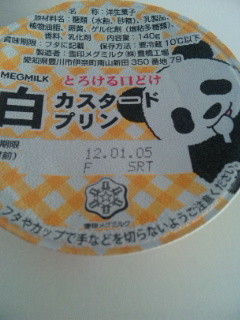 名 称:洋生菓子
原材料名:糖類(水飴、砂糖)、乳製品、
植物油脂、卵黄、ゲル化剤(増粘多糖類)、
香料、乳化剤 内容量:140g
賞味期限:フタに記載 保存方法:要冷蔵10℃以下
製造者:雪印メグミルク㈱豊橋工場
愛知県豊川市伊奈町南山新田350番地79
MEGMILK
とろける口どけ
白 カスタード
プリン
期限
12.01.05
F SRT
雪印メグミルク
フタやカップで手などを切らないようご注意ください